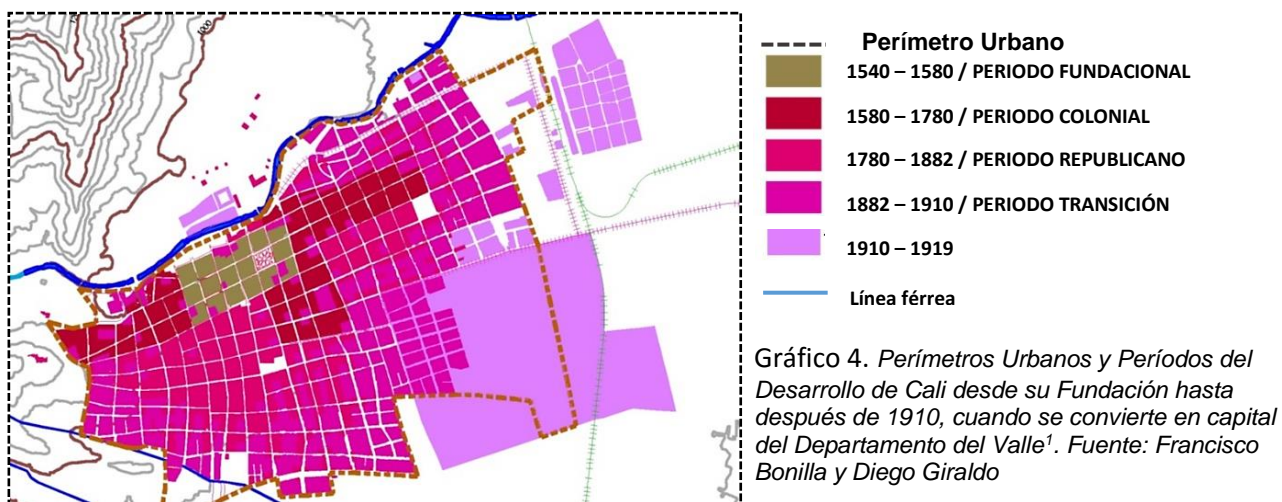 1000
Perímetro Urbano
1540 – 1580 / PERIODO FUNDACIONAL
1580 – 1780 / PERIODO COLONIAL
1780 – 1882 / PERIODO REPUBLICANO
1882 – 1910 / PERIODO TRANSICIÓN
1910 – 1919
Línea férrea
Gráfico 4. Perímetros Urbanos y Períodos del
Desarrollo de Cali desde su Fundación hasta
después de 1910, cuando se convierte en capital
del Departamento del Valle¹. Fuente: Francisco
Bonilla y Diego Giraldo